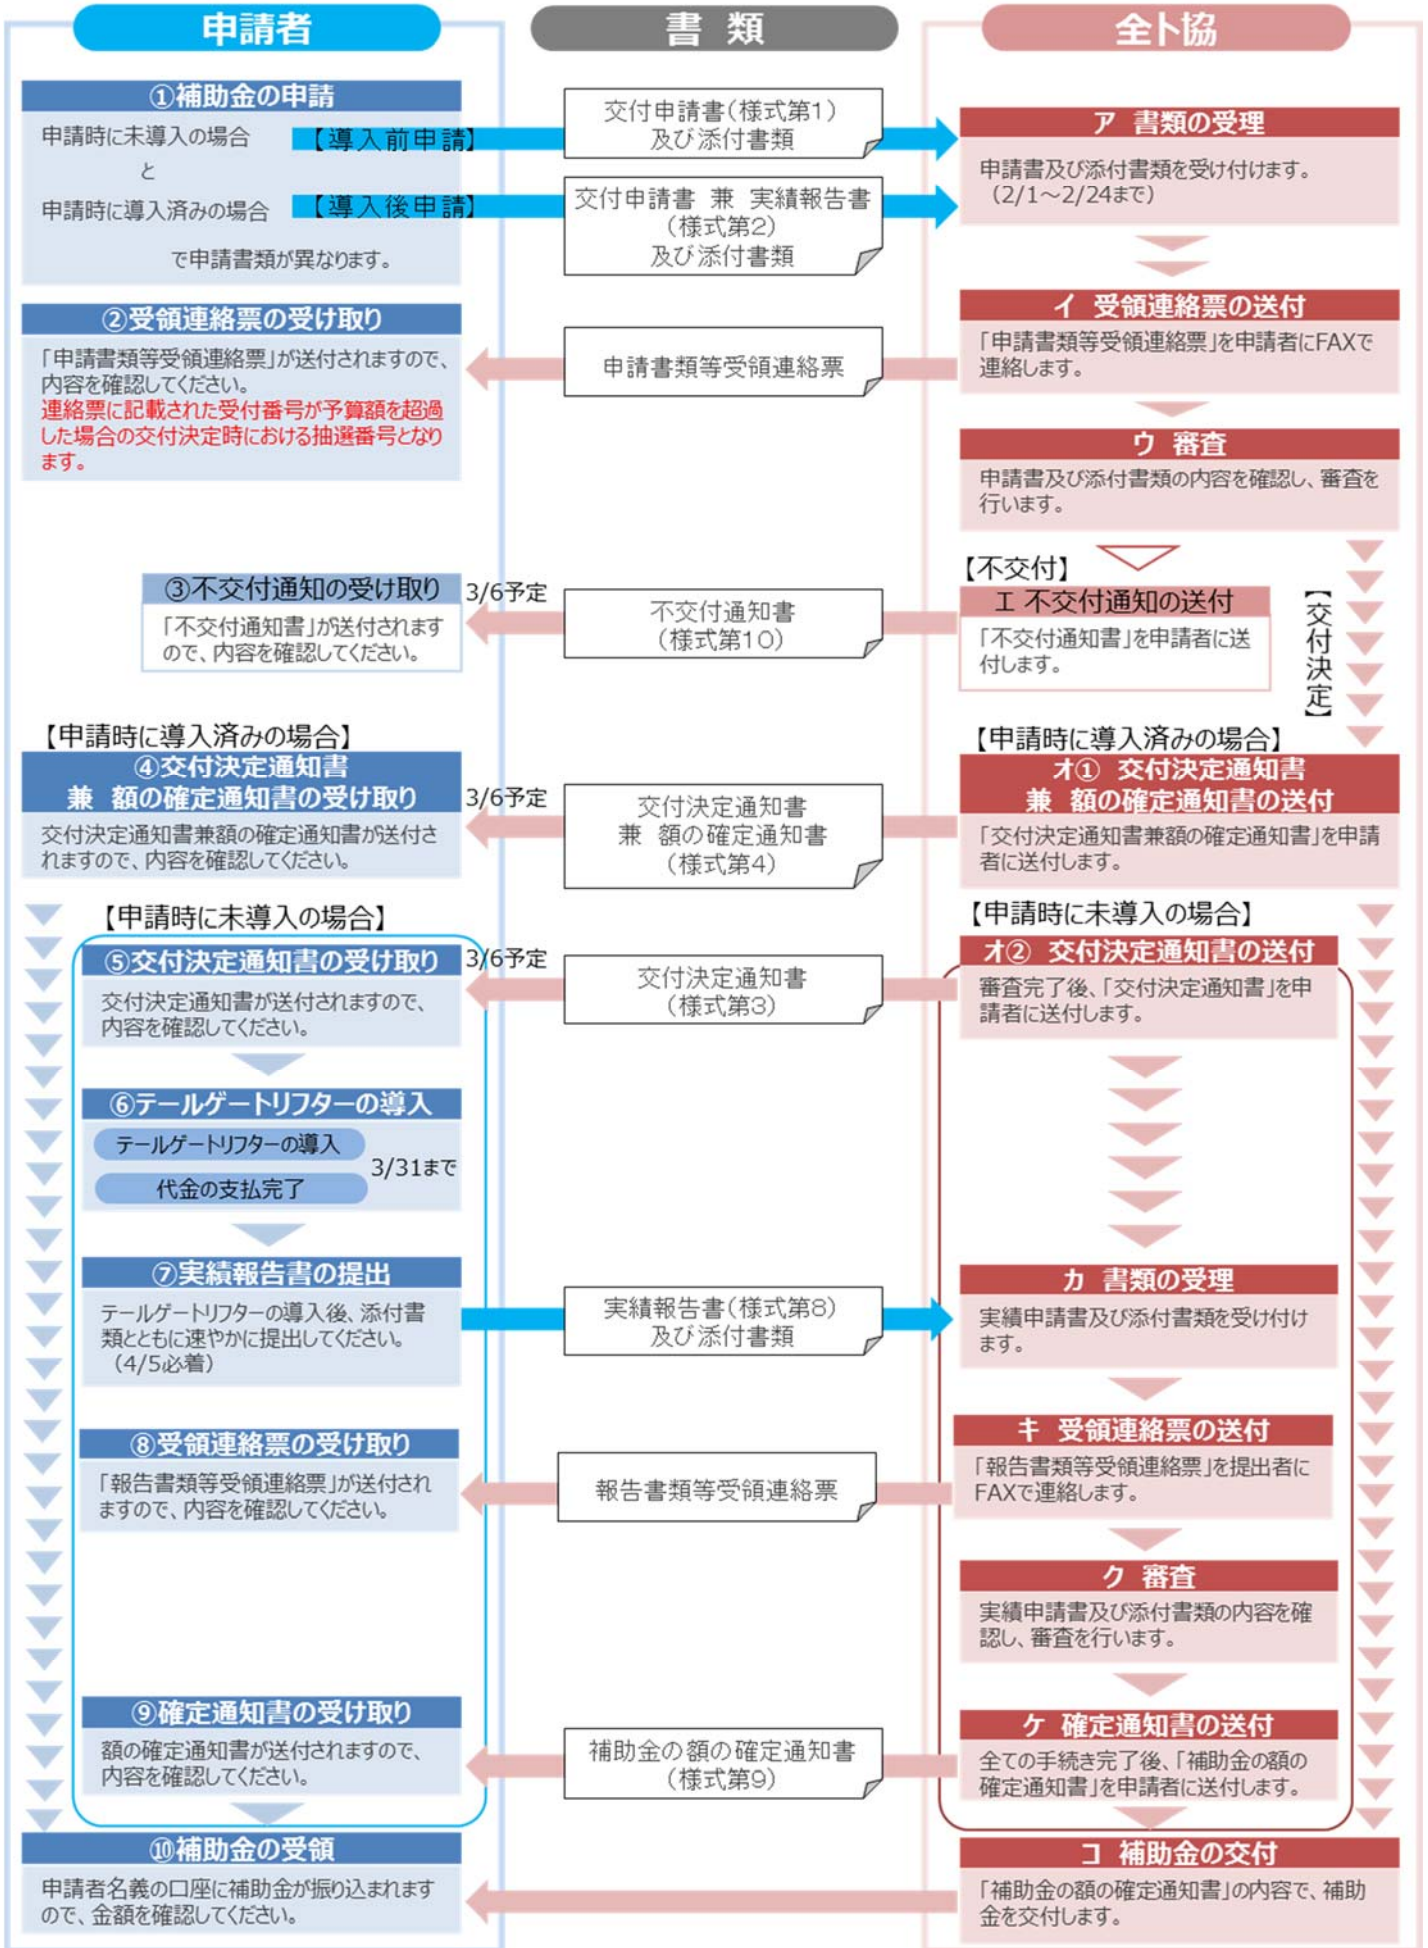 申請者
書 類
全ト協
①補助金の申請
申請時に未導入の場合
【導入前申請】
と
申請時に導入済みの場合
【導入後申請】
で申請書類が異なります。
交付申請書(様式第1)
及び添付書類
交付申請書 兼 実績報告書
(様式第2)
及び添付書類
ア 書類の受理
申請書及び添付書類を受け付けます。
(2/1～2/24まで)
②受領連絡票の受け取り
「申請書類等受領連絡票」が送付されますので、
内容を確認してください。
連絡票に記載された受付番号が予算額を超過
した場合の交付決定時における抽選番号となり
ます。
申請書類等受領連絡票
イ 受領連絡票の送付
「申請書類等受領連絡票」を申請者にFAXで
連絡します。
ウ 審査
申請書及び添付書類の内容を確認し、審査を
行います。
③不交付通知の受け取り
「不交付通知書」が送付されます
ので、内容を確認してください。
3/6予定
不交付通知書
(様式第10)
【不交付】
エ 不交付通知の送付
「不交付通知書」を申請者に送
付します。
【交付決定】
【申請時に導入済みの場合】
④交付決定通知書
兼 額の確定通知書の受け取り
交付決定通知書兼額の確定通知書が送付さ
れますので、内容を確認してください。
3/6予定
交付決定通知書
兼 額の確定通知書
(様式第4)
【申請時に導入済みの場合】
オ① 交付決定通知書
兼 額の確定通知書の送付
「交付決定通知書兼額の確定通知書」を申請
者に送付します。
【申請時に未導入の場合】
⑤交付決定通知書の受け取り
交付決定通知書が送付されますので、
内容を確認してください。
3/6予定
交付決定通知書
(様式第3)
【申請時に未導入の場合】
オ② 交付決定通知書の送付
審査完了後、「交付決定通知書」を申
請者に送付します。
⑥テールゲートリフターの導入
テールゲートリフターの導入
3/31まで
代金の支払完了
⑦実績報告書の提出
テールゲートリフターの導入後、添付書
類とともに速やかに提出してください。
(4/5必着)
実績報告書(様式第8)
及び添付書類
カ 書類の受理
実績申請書及び添付書類を受け付け
ます。
⑧受領連絡票の受け取り
「報告書類等受領連絡票」が送付され
ますので、内容を確認してください。
報告書類等受領連絡票
キ 受領連絡票の送付
「報告書類等受領連絡票」を提出者に
FAXで連絡します。
ク 審査
実績申請書及び添付書類の内容を確
認し、審査を行います。
⑨確定通知書の受け取り
額の確定通知書が送付されますので、
内容を確認してください。
補助金の額の確定通知書
(様式第9)
ケ 確定通知書の送付
全ての手続き完了後、「補助金の額の
確定通知書」を申請者に送付します。
⑩補助金の受領
申請者名義の口座に補助金が振り込まれます
ので、金額を確認してください。
コ 補助金の交付
「補助金の額の確定通知書」の内容で、補助
金を交付します。